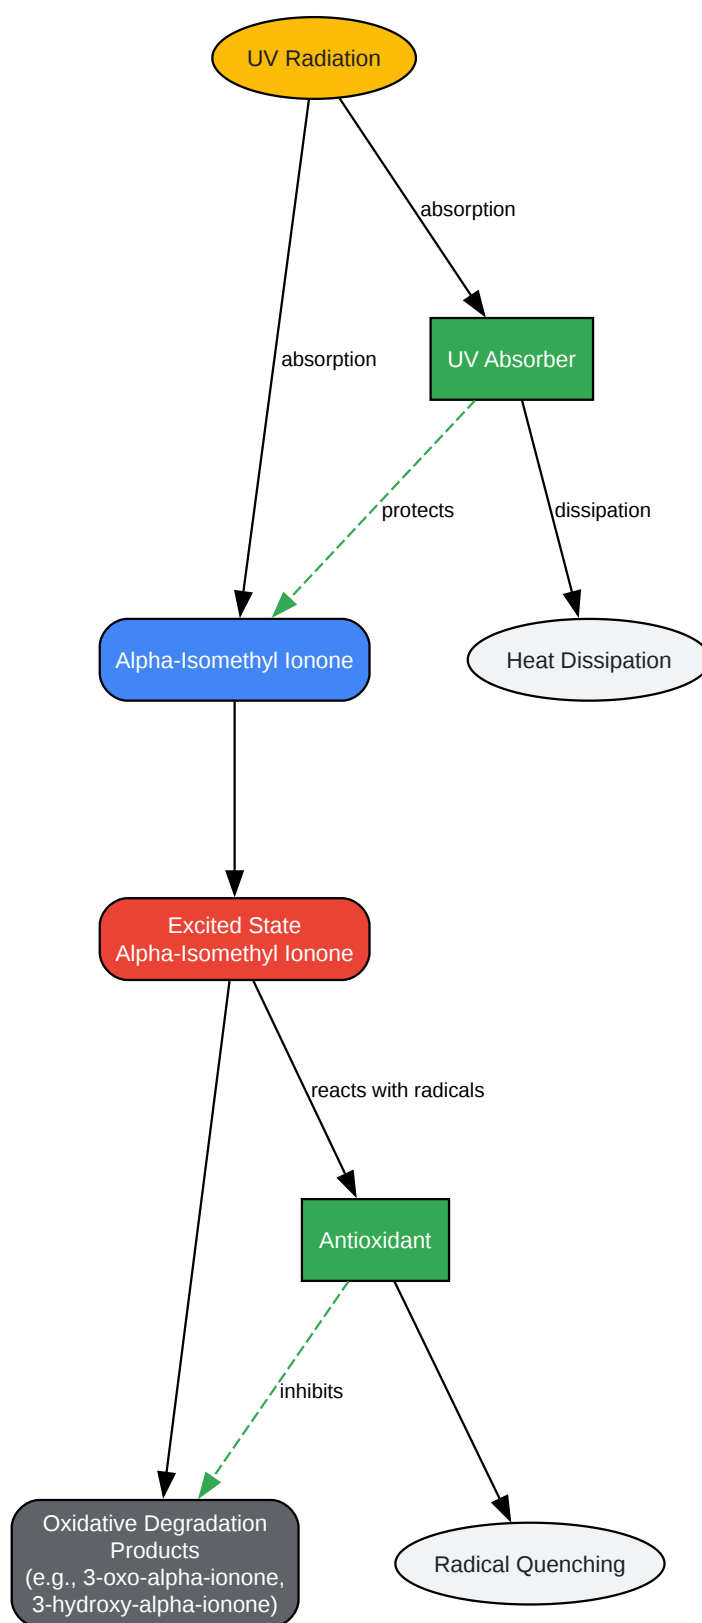 UV Radiation
absorption
UV Absorber
absorption
protects
dissipation
Alpha-Isomethyl Ionone
Heat Dissipation
Excited State
Alpha-Isomethyl Ionone
reacts with radicals
Antioxidant
inhibits
Oxidative Degradation
Products
(e.g., 3-oxo-alpha-ionone,
3-hydroxy-alpha-ionone)
Radical Quenching